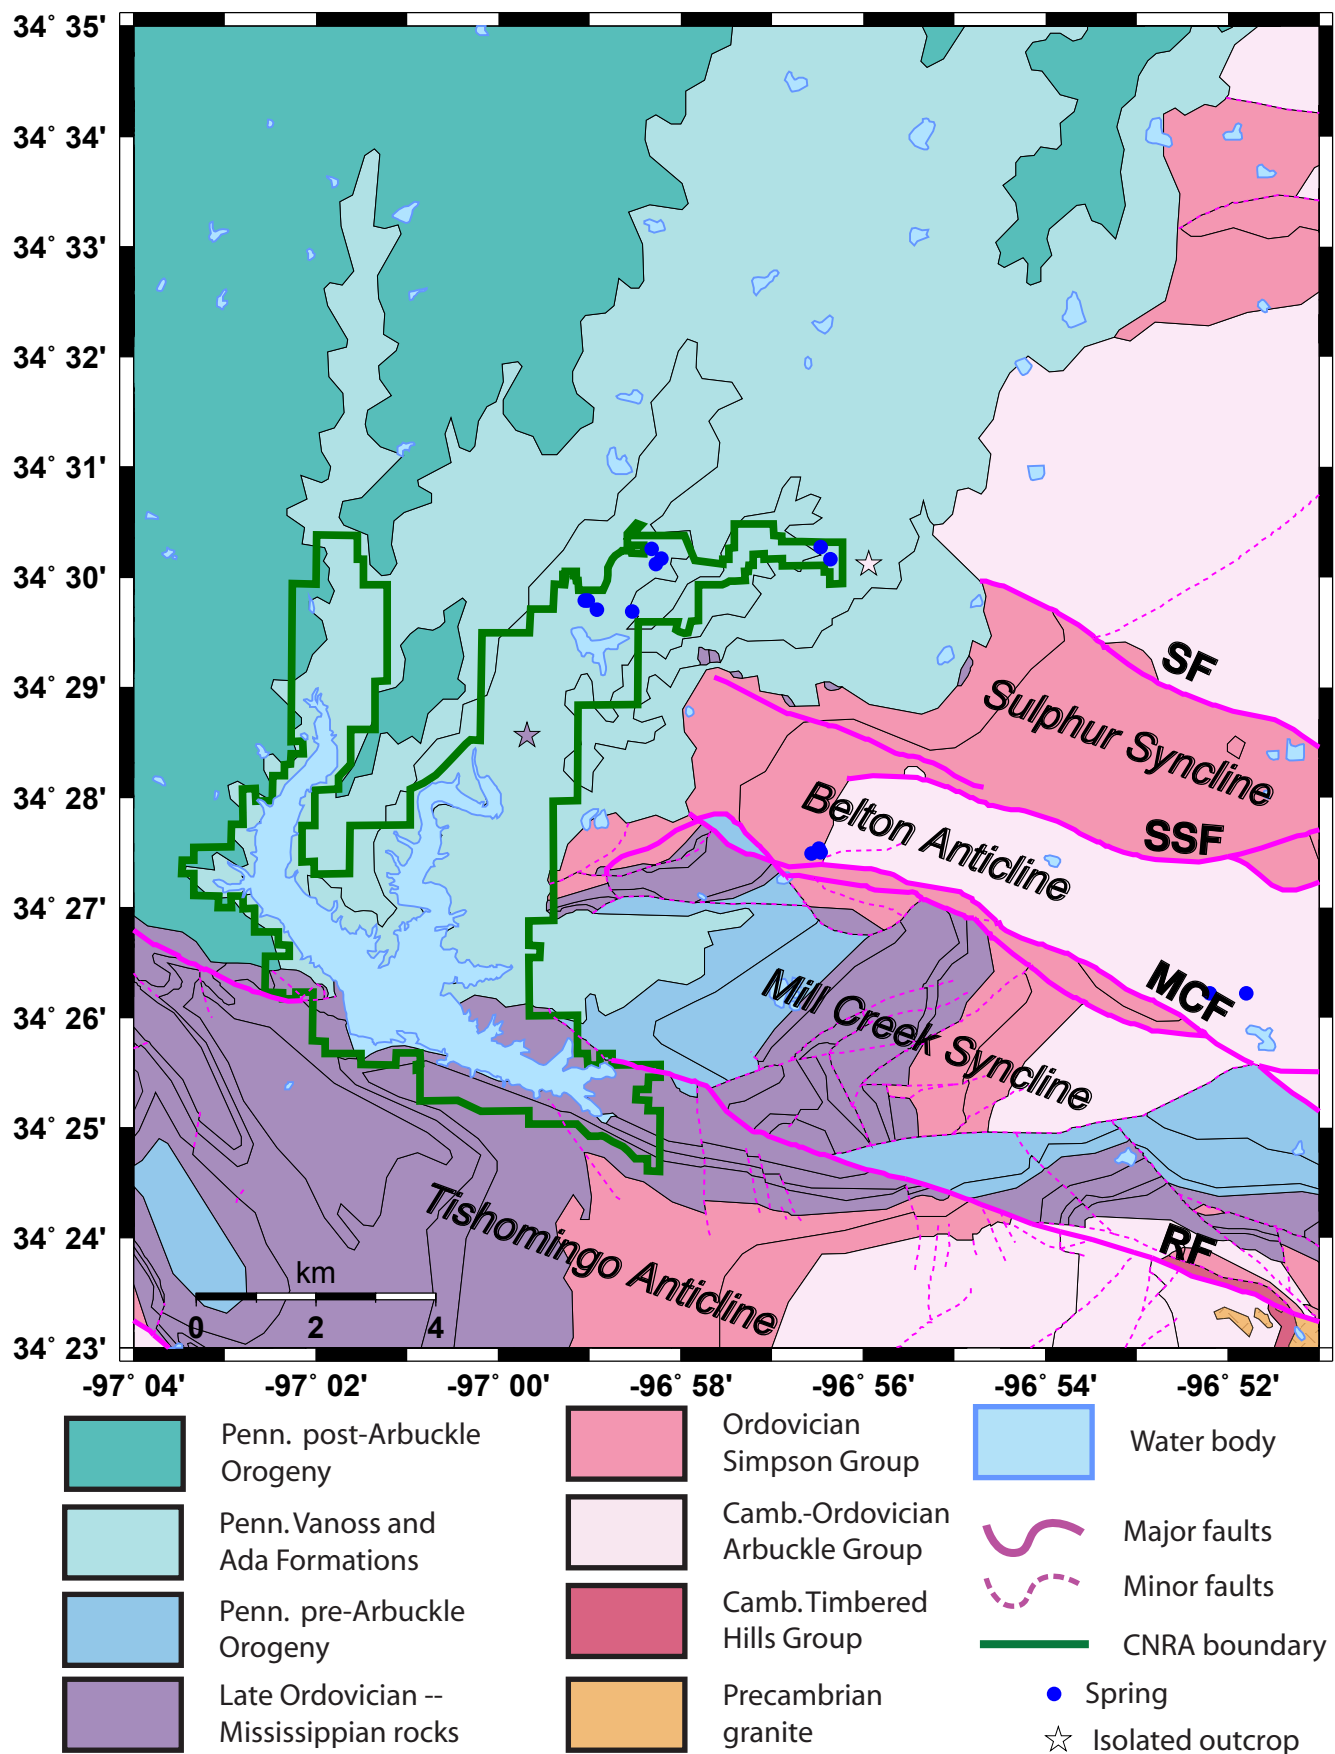 34° 35'
34° 34'
34° 33'
34° 32'
34° 31'
34° 30'
34° 29'
34° 28'
34° 27'
34° 26'
34° 25'
34° 24'
34° 23'
SF
Sulphur Syncline
Belton Anticline
SSF
Mill Creek Syncline
MCF
Tishomingo Anticline
RF
km
0 2 4
-97° 04' -97° 02' -97° 00' -96° 58' -96° 56' -96° 54' -96° 52'
Penn. post-Arbuckle
Orogeny
Penn. Vanoss and
Ada Formations
Penn. pre-Arbuckle
Orogeny
Late Ordovician --
Mississippian rocks
Ordovician
Simpson Group
Camb.-Ordovician
Arbuckle Group
Camb. Timbered
Hills Group
Precambrian
granite
Water body
Major faults
Minor faults
CNRA boundary
Spring
Isolated outcrop